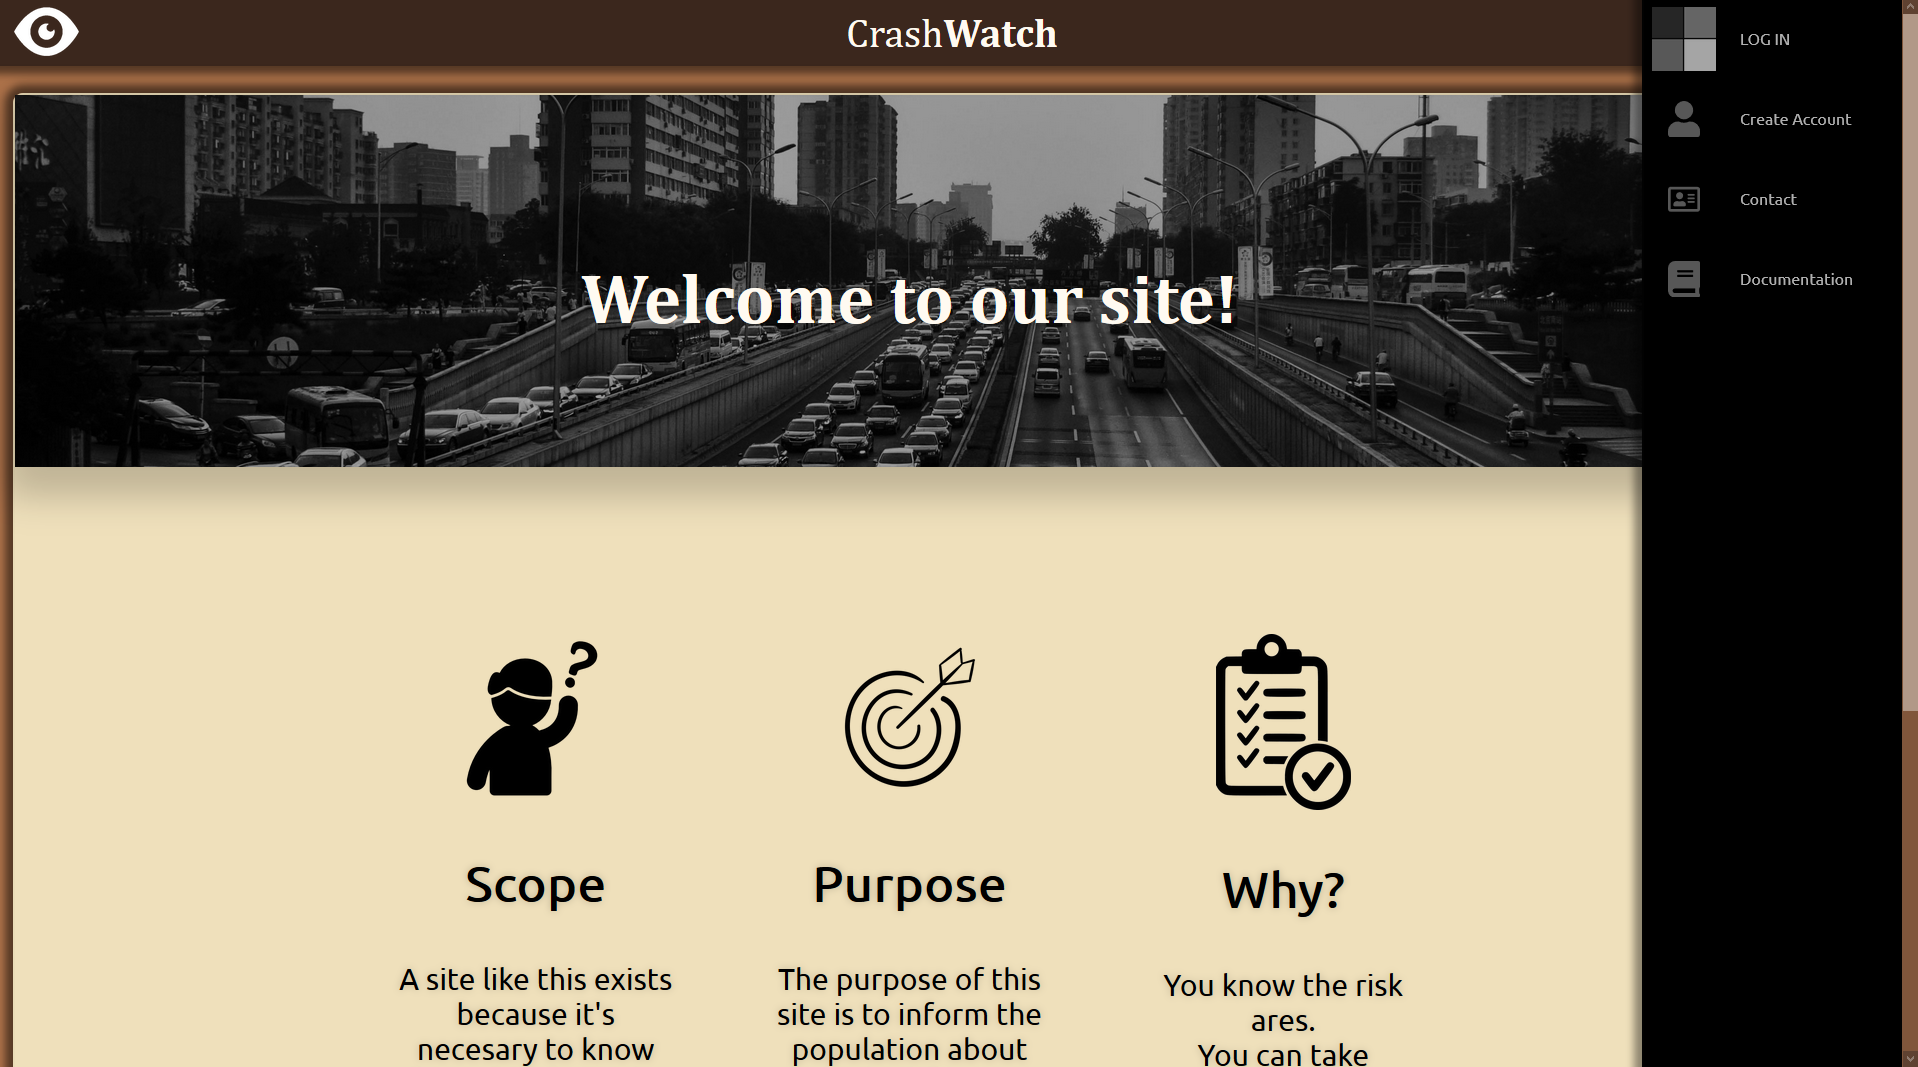 CrashWatch
LOG IN
Create Account
Contact
Documentation
Welcome to our site!
Scope
A site like this exists
because it's
necesary to know
Purpose
The purpose of this
site is to inform the
population about
Why?
You know the risk
ares.
You can take